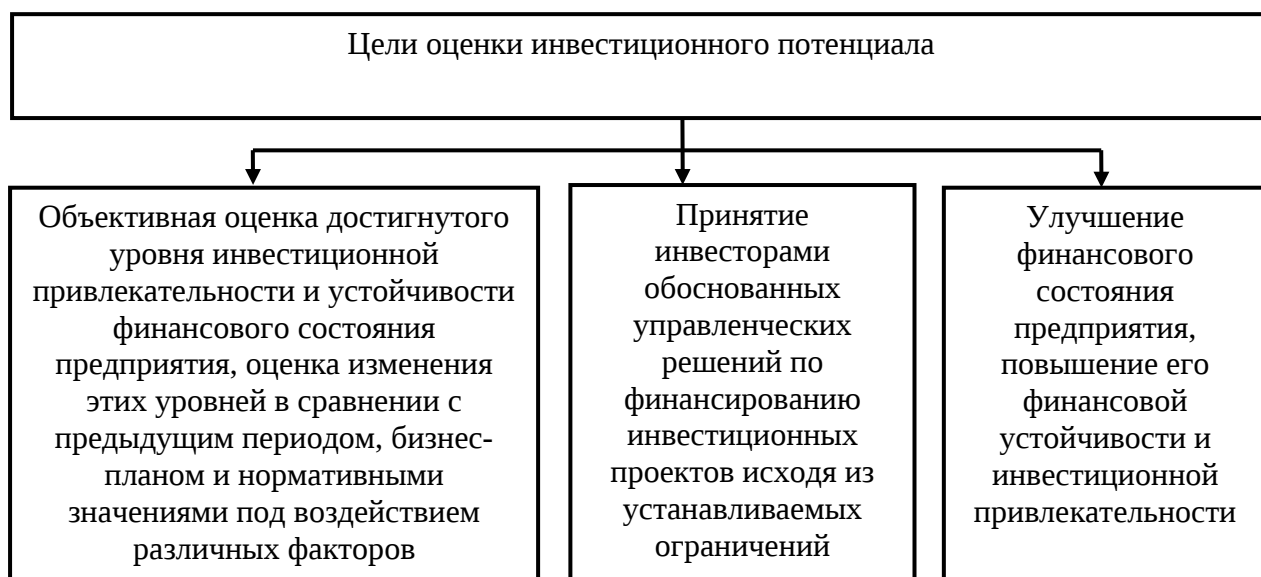 Цели оценки инвестиционного потенциала
Объективная оценка достигнутого
уровня инвестиционной
привлекательности и устойчивости
финансового состояния
предприятия, оценка изменения
этих уровней в сравнении с
предыдущим периодом, бизнес-
планом и нормативными
значениями под воздействием
различных факторов
Принятие
инвесторами
обоснованных
управленческих
решений по
финансированию
инвестиционных
проектов исходя из
устанавливаемых
ограничений
Улучшение
финансового
состояния
предприятия,
повышение его
финансовой
устойчивости и
инвестиционной
привлекательности